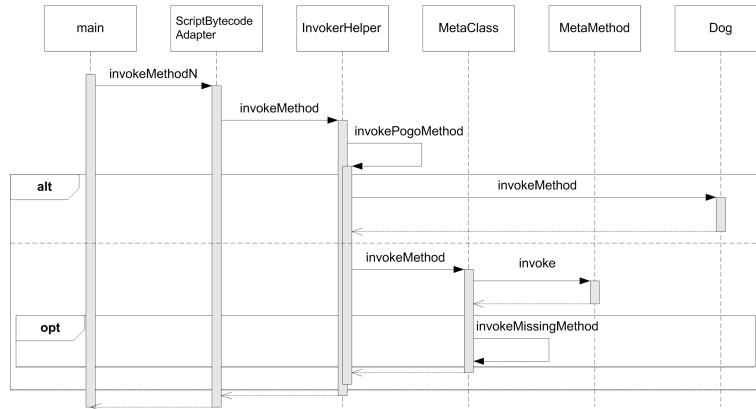 main
ScriptBytecode
Adapter
InvokerHelper
MetaClass
MetaMethod
Dog
invokeMethodN
invokeMethod
invokePogoMethod
alt
invokeMethod
invokeMethod
invoke
opt
invokeMissingMethod